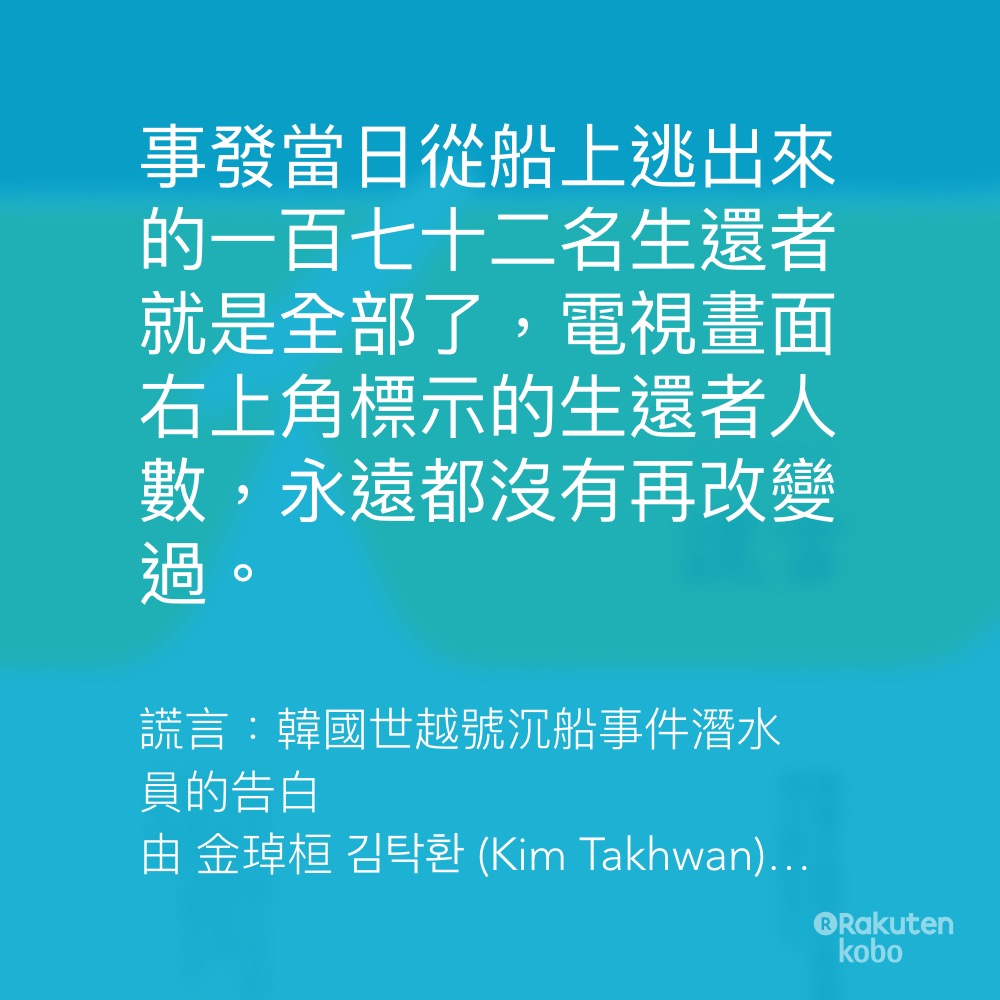 事發當日從船上逃出來
的一百七十二名生還者
就是全部了，電視畫面
右上角標示的生還者人
數，永遠都沒有再改變
過。
謊言：韓國世越號沉船事件潛水
員的告白
由 金琸桓 김탁환 (Kim Takhwan)…
Rakuten
kobo